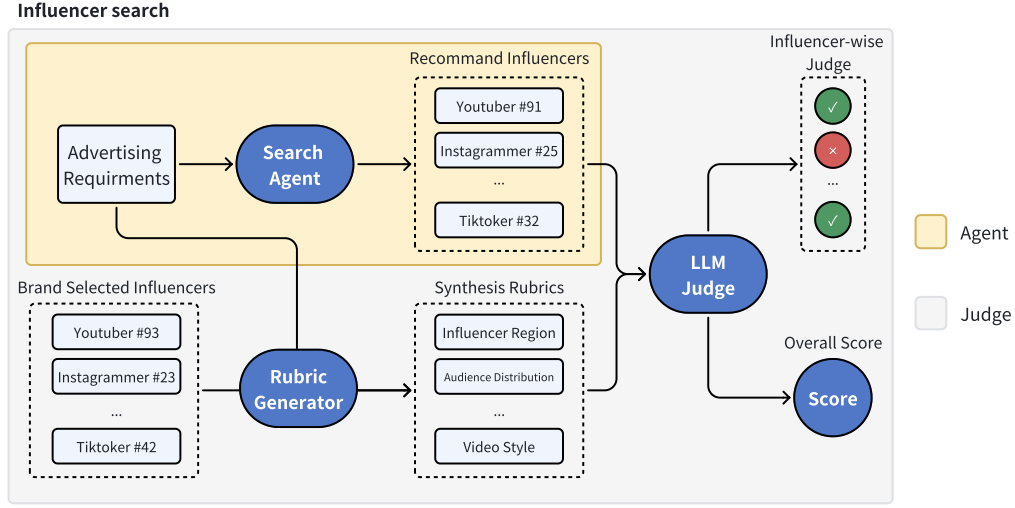 Influencer search
Recommand Influencers
Youtuber #91
Instagrammer #25
...
Tiktoker #32
Advertising
Requirments
Search
Agent
Influencer-wise
Judge
✓
×
...
✓
Brand Selected Influencers
Youtuber #93
Instagrammer #23
...
Tiktoker #42
Rubric
Generator
Synthesis Rubrics
Influencer Region
Audience Distribution
...
Video Style
LLM
Judge
Overall Score
Score
Agent
Judge